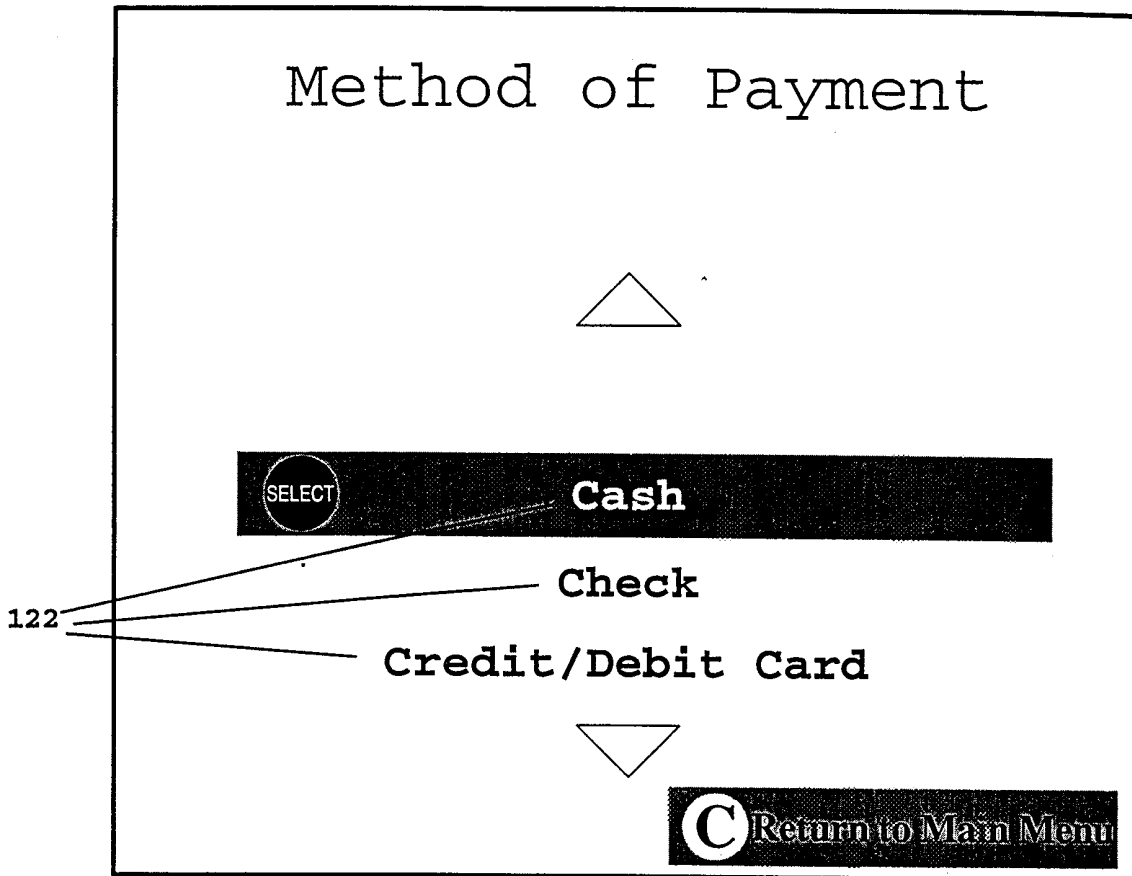 Method of Payment
SELECT Cash
Check
122
Credit/Debit Card
C Return to Main Menu